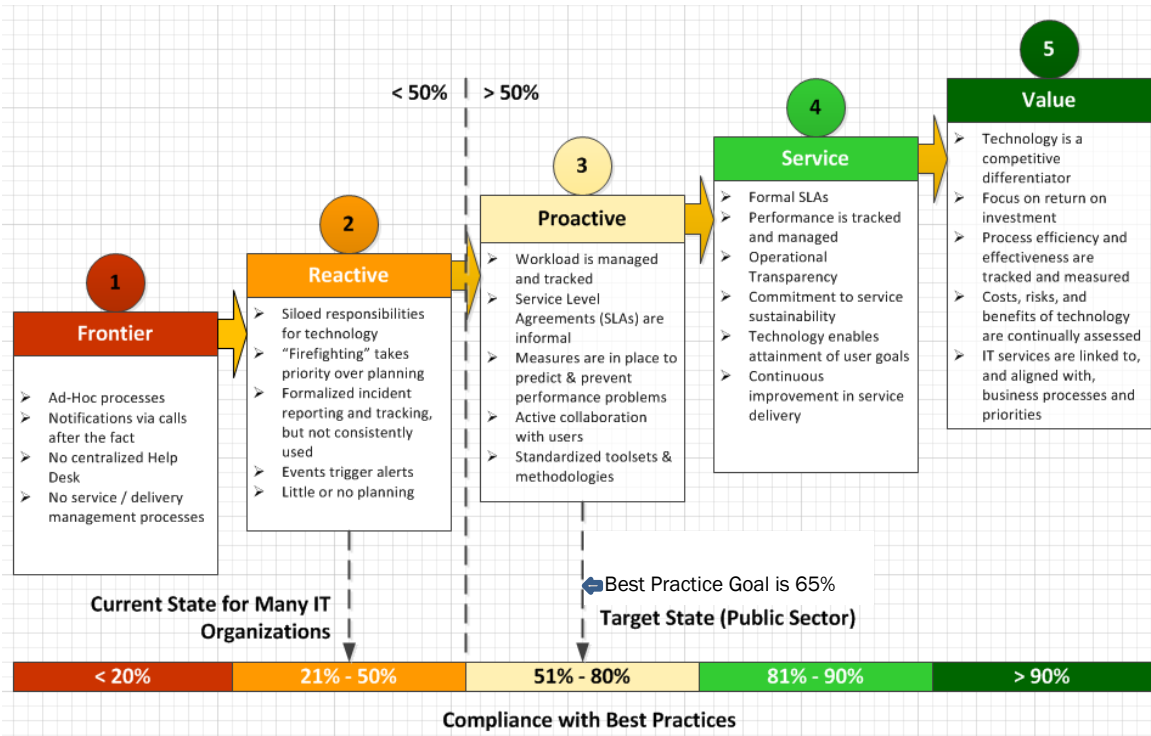 < 50%
> 50%
1
Frontier
➢ Ad-Hoc processes
➢ Notifications via calls
after the fact
➢ No centralized Help
Desk
➢ No service / delivery
management processes
2
Reactive
➢ Siloed responsibilities
for technology
➢ “Firefighting” takes
priority over planning
➢ Formalized incident
reporting and tracking,
but not consistently
used
➢ Events trigger alerts
➢ Little or no planning
3
Proactive
➢ Workload is managed
and tracked
➢ Service Level
Agreements (SLAs) are
informal
➢ Measures are in place to
predict & prevent
performance problems
➢ Active collaboration
with users
➢ Standardized toolsets &
methodologies
4
Service
➢ Formal SLAs
➢ Performance is tracked
and managed
➢ Operational
Transparency
➢ Commitment to service
sustainability
➢ Technology enables
attainment of user goals
➢ Continuous
improvement in service
delivery
5
Value
➢ Technology is a
competitive
differentiator
➢ Focus on return on
investment
➢ Process efficiency and
effectiveness are
tracked and measured
➢ Costs, risks, and
benefits of technology
are continually assessed
➢ IT services are linked to,
and aligned with,
business processes and
priorities
Current State for Many IT
Organizations
Best Practice Goal is 65%
Target State (Public Sector)
< 20%
21% - 50%
51% - 80%
81% - 90%
> 90%
Compliance with Best Practices